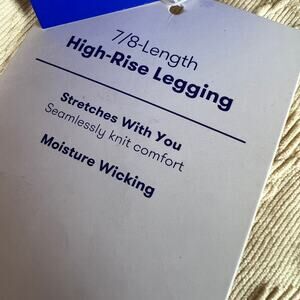 7/8-Length
High-Rise Legging
Stretches With You
Seamlessly knit comfort
Moisture Wicking